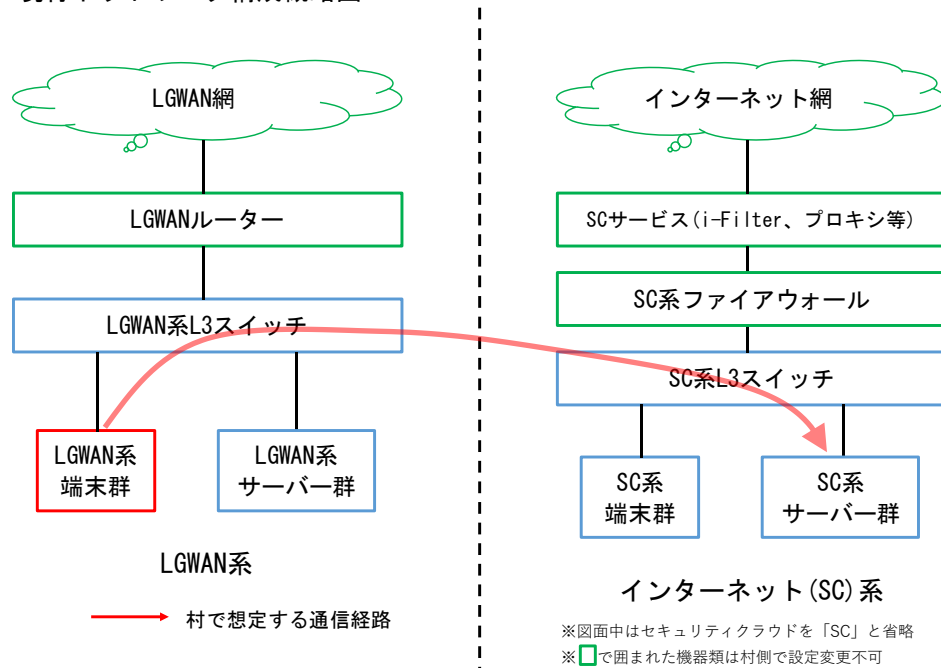 LGWAN網
インターネット網
LGWANルーター
SCサービス(i-Filter、プロキシ等)
SC系ファイアウォール
LGWAN系L3スイッチ
SC系L3スイッチ
LGWAN系
端末群
LGWAN系
サーバー群
SC系
端末群
SC系
サーバー群
LGWAN系
インターネット(SC)系
村で想定する通信経路
※図面中はセキュリティクラウドを「SC」と省略
※ で囲まれた機器類は村側で設定変更不可